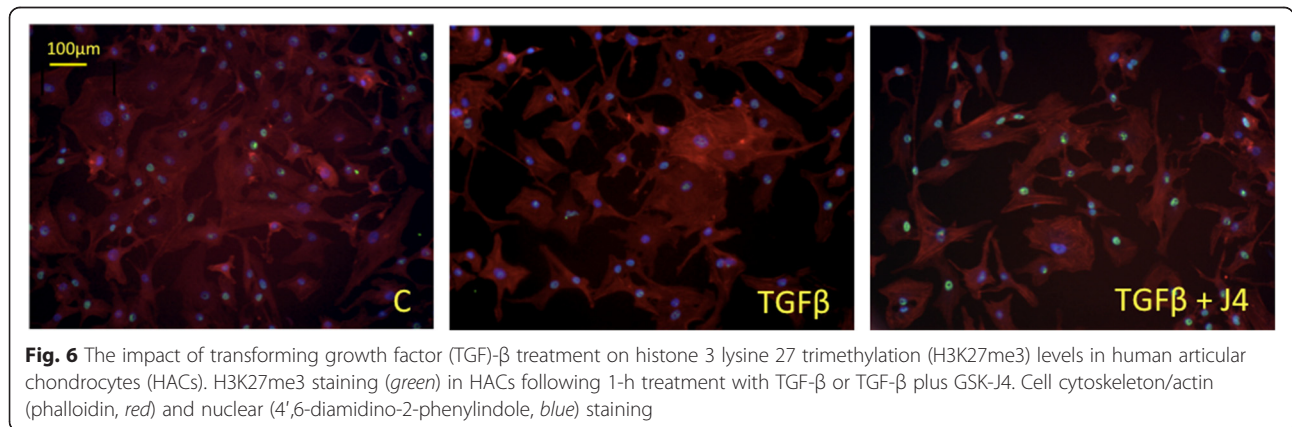 100μm
C
TGFβ
TGFβ + J4
Fig. 6 The impact of transforming growth factor (TGF)-β treatment on histone 3 lysine 27 trimethylation (H3K27me3) levels in human articular
chondrocytes (HACs). H3K27me3 staining (green) in HACs following 1-h treatment with TGF-β or TGF-β plus GSK-J4. Cell cytoskeleton/actin
(phalloidin, red) and nuclear (4′,6-diamidino-2-phenylindole, blue) staining